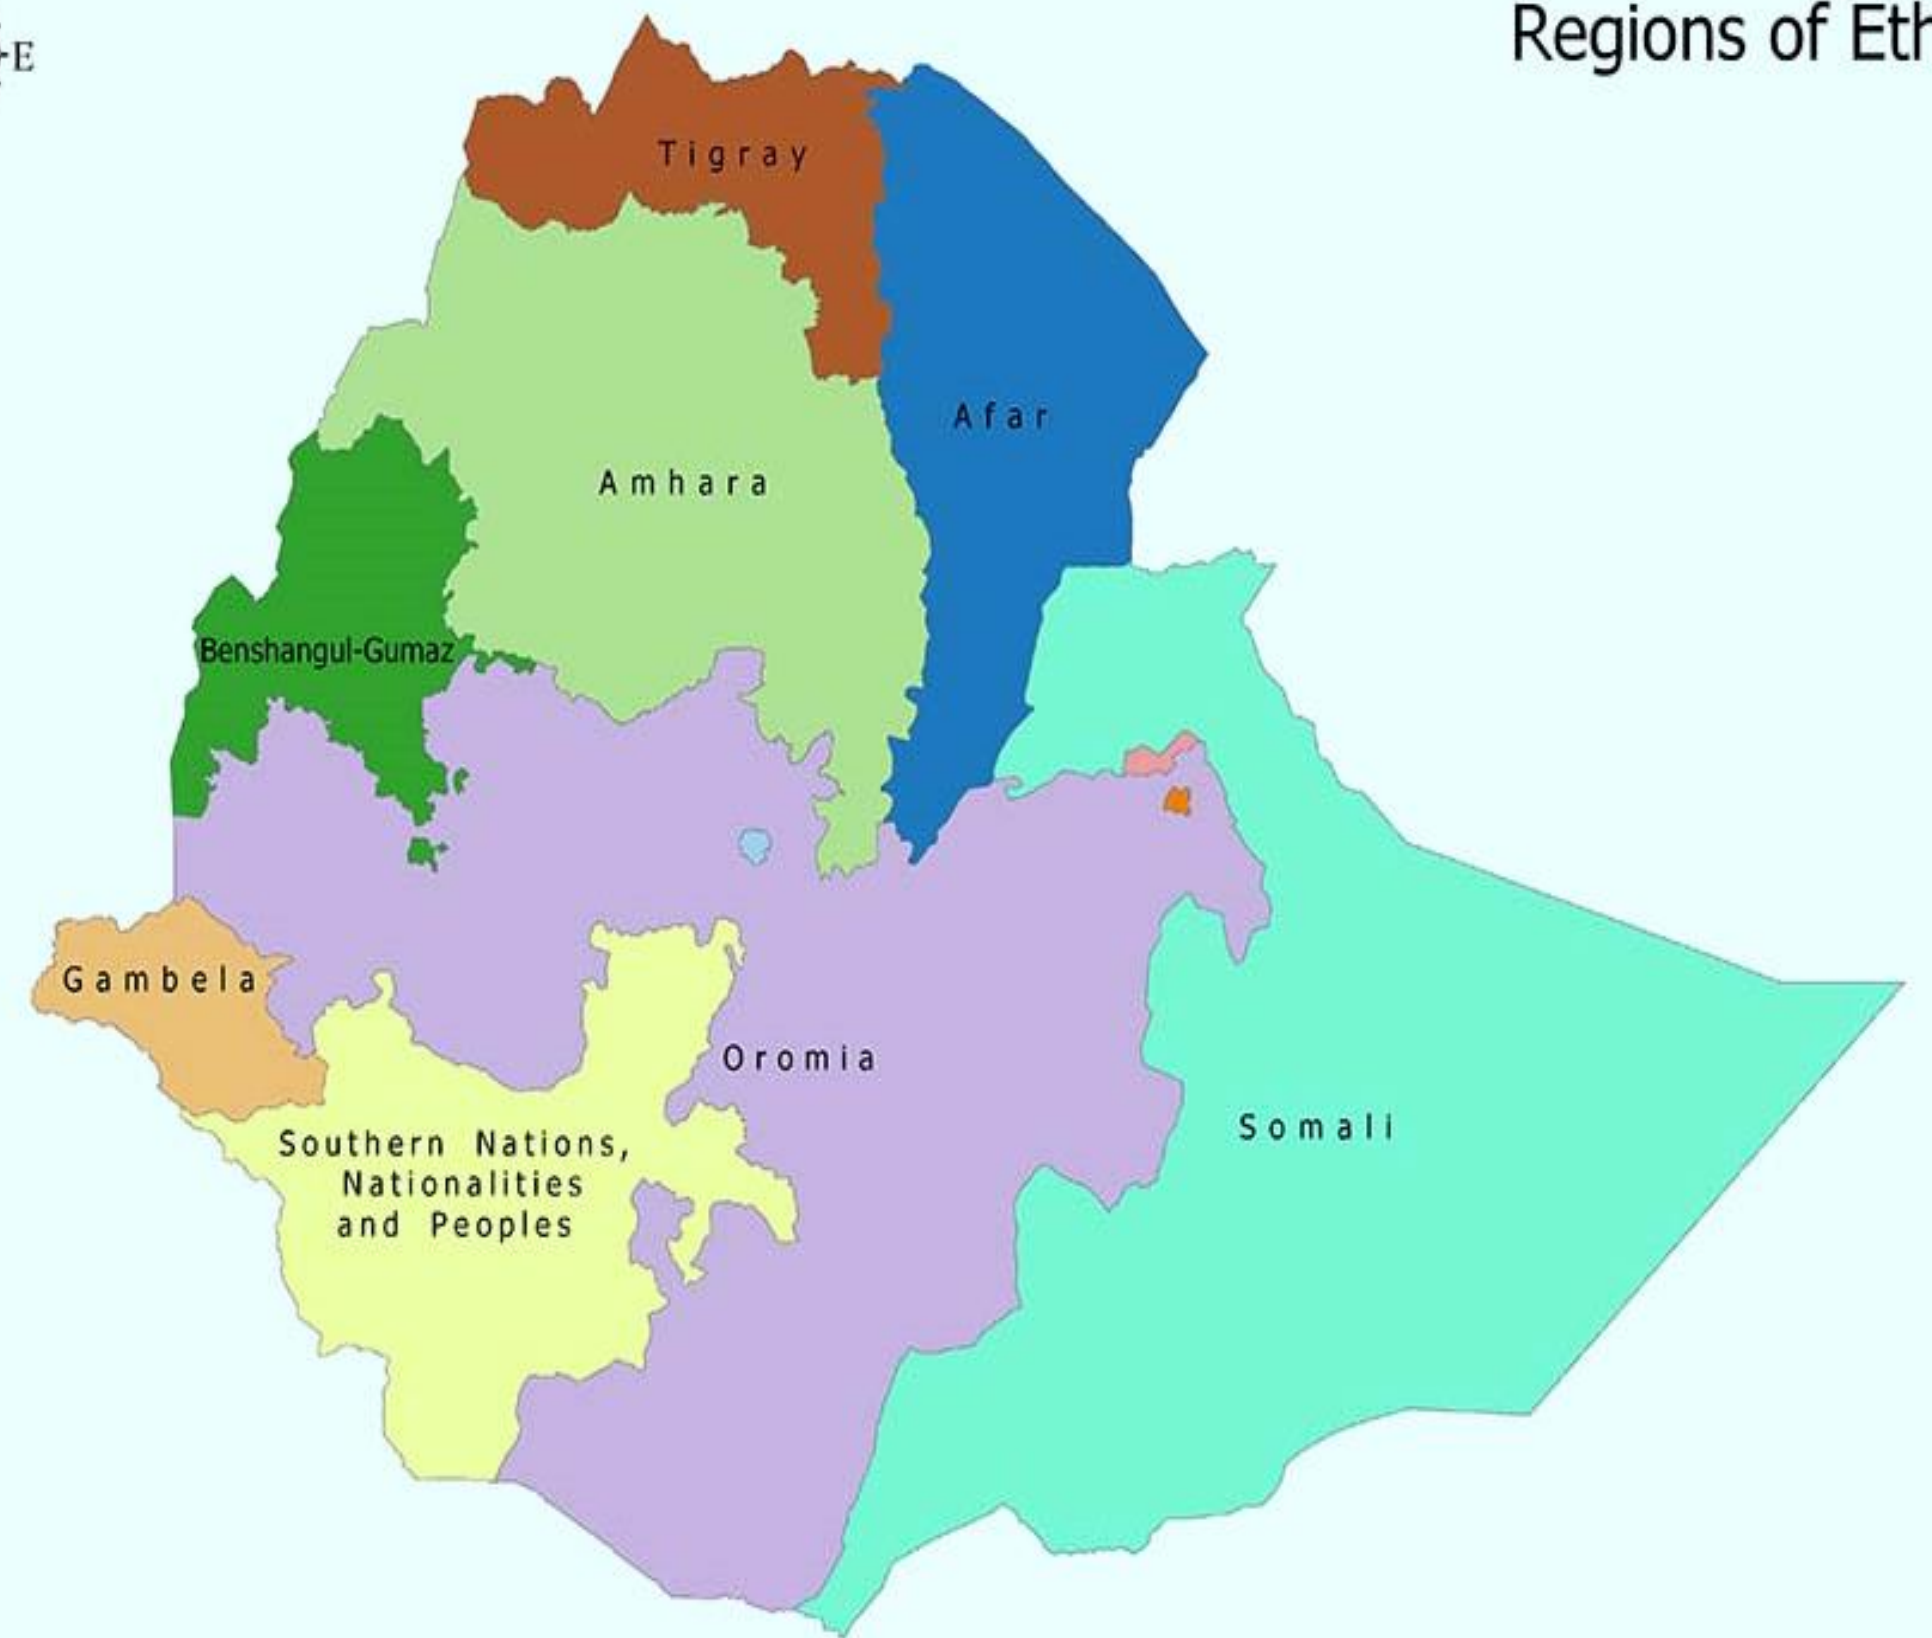 E
Regions of Eth
Tigray
Afar
Amhara
Benshangul-Gumaz
Gambela
Oromia
Somali
Southern Nations,
Nationalities
and Peoples